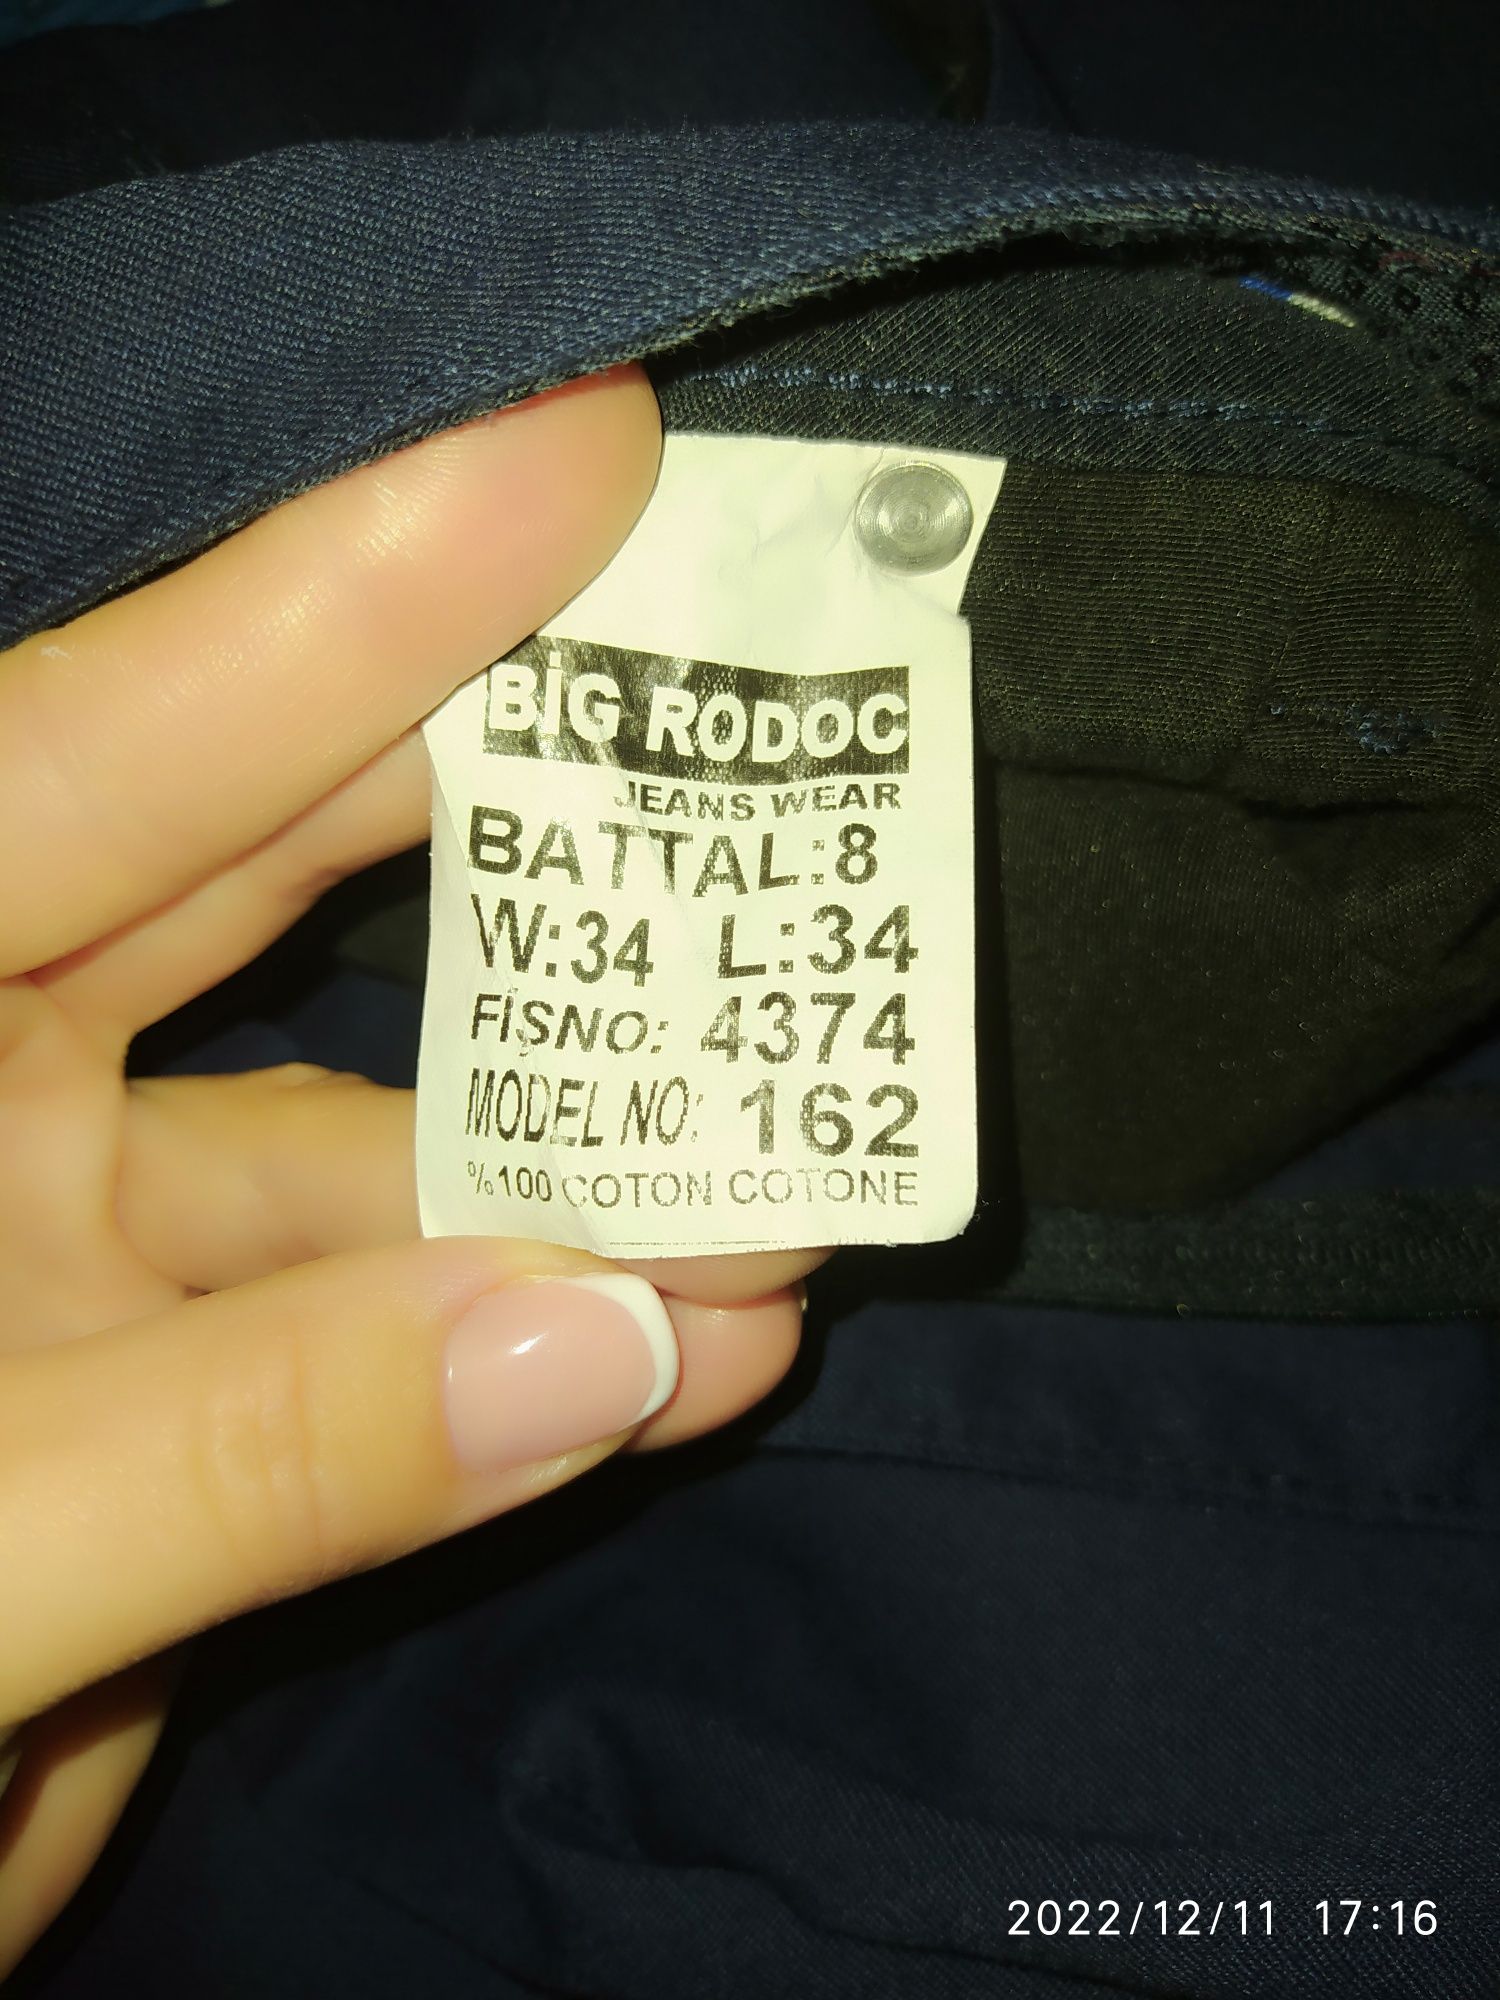 BİG RODOC
JEANS WEAR
BATTAL:8
W:34 L:34
FİŞNO: 4374
MODEL NO: 162
%100 COTON COTONE
2022/12/11 17:16